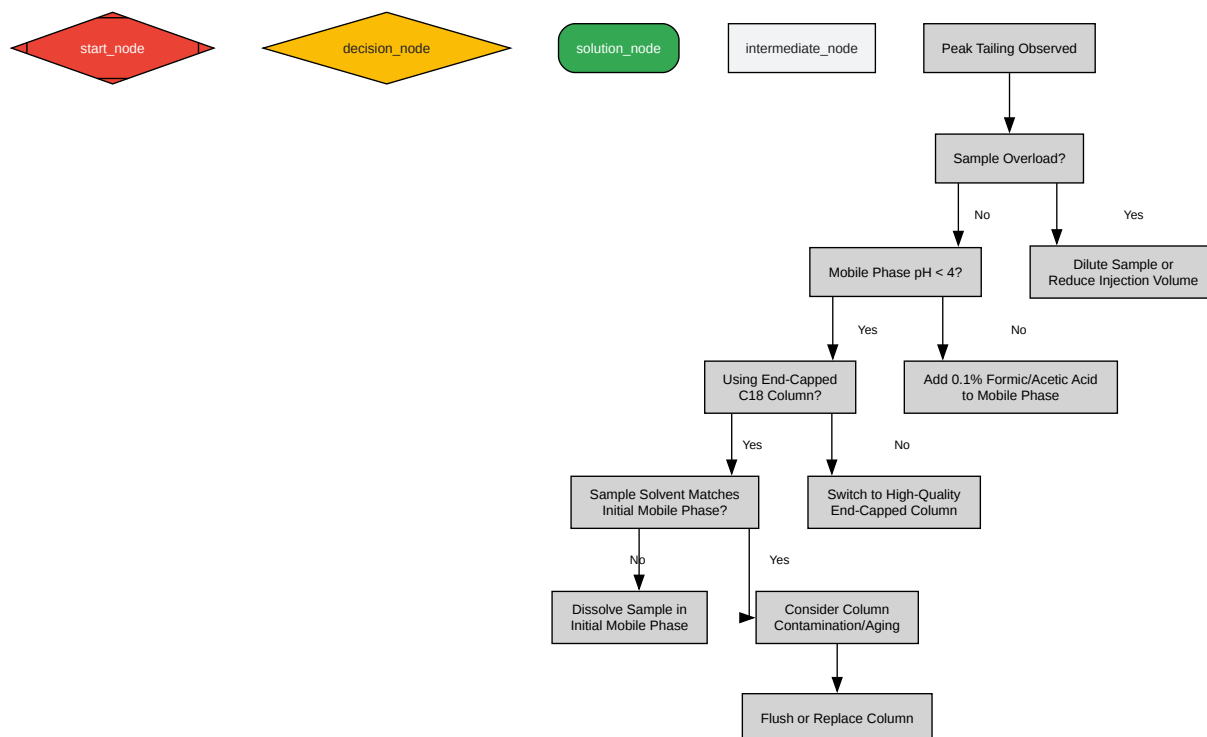 start_node
decision_node
solution_node
intermediate_node
Peak Tailing Observed
Sample Overload?
No
Yes
Mobile Phase pH < 4?
Dilute Sample or
Reduce Injection Volume
Yes
No
Using End-Capped
C18 Column?
Add 0.1% Formic/Acetic Acid
to Mobile Phase
Yes
No
Sample Solvent Matches
Initial Mobile Phase?
Switch to High-Quality
End-Capped Column
No
Yes
Dissolve Sample in
Initial Mobile Phase
Consider Column
Contamination/Aging
Flush or Replace Column